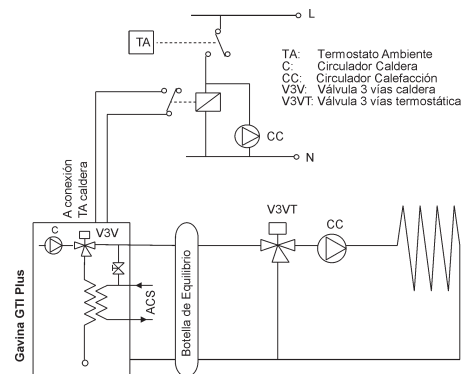 L
TA
TA: Termostato Ambiente
C: Circulador Caldera
CC: Circulador Calefacción
V3V: Válvula 3 vías caldera
V3VT: Válvula 3 vías termostática
CC
N
A conexión
TA caldera
C
V3V
V3VT
CC
ACS
Botella de Equilibrio
Gavina GTI Plus